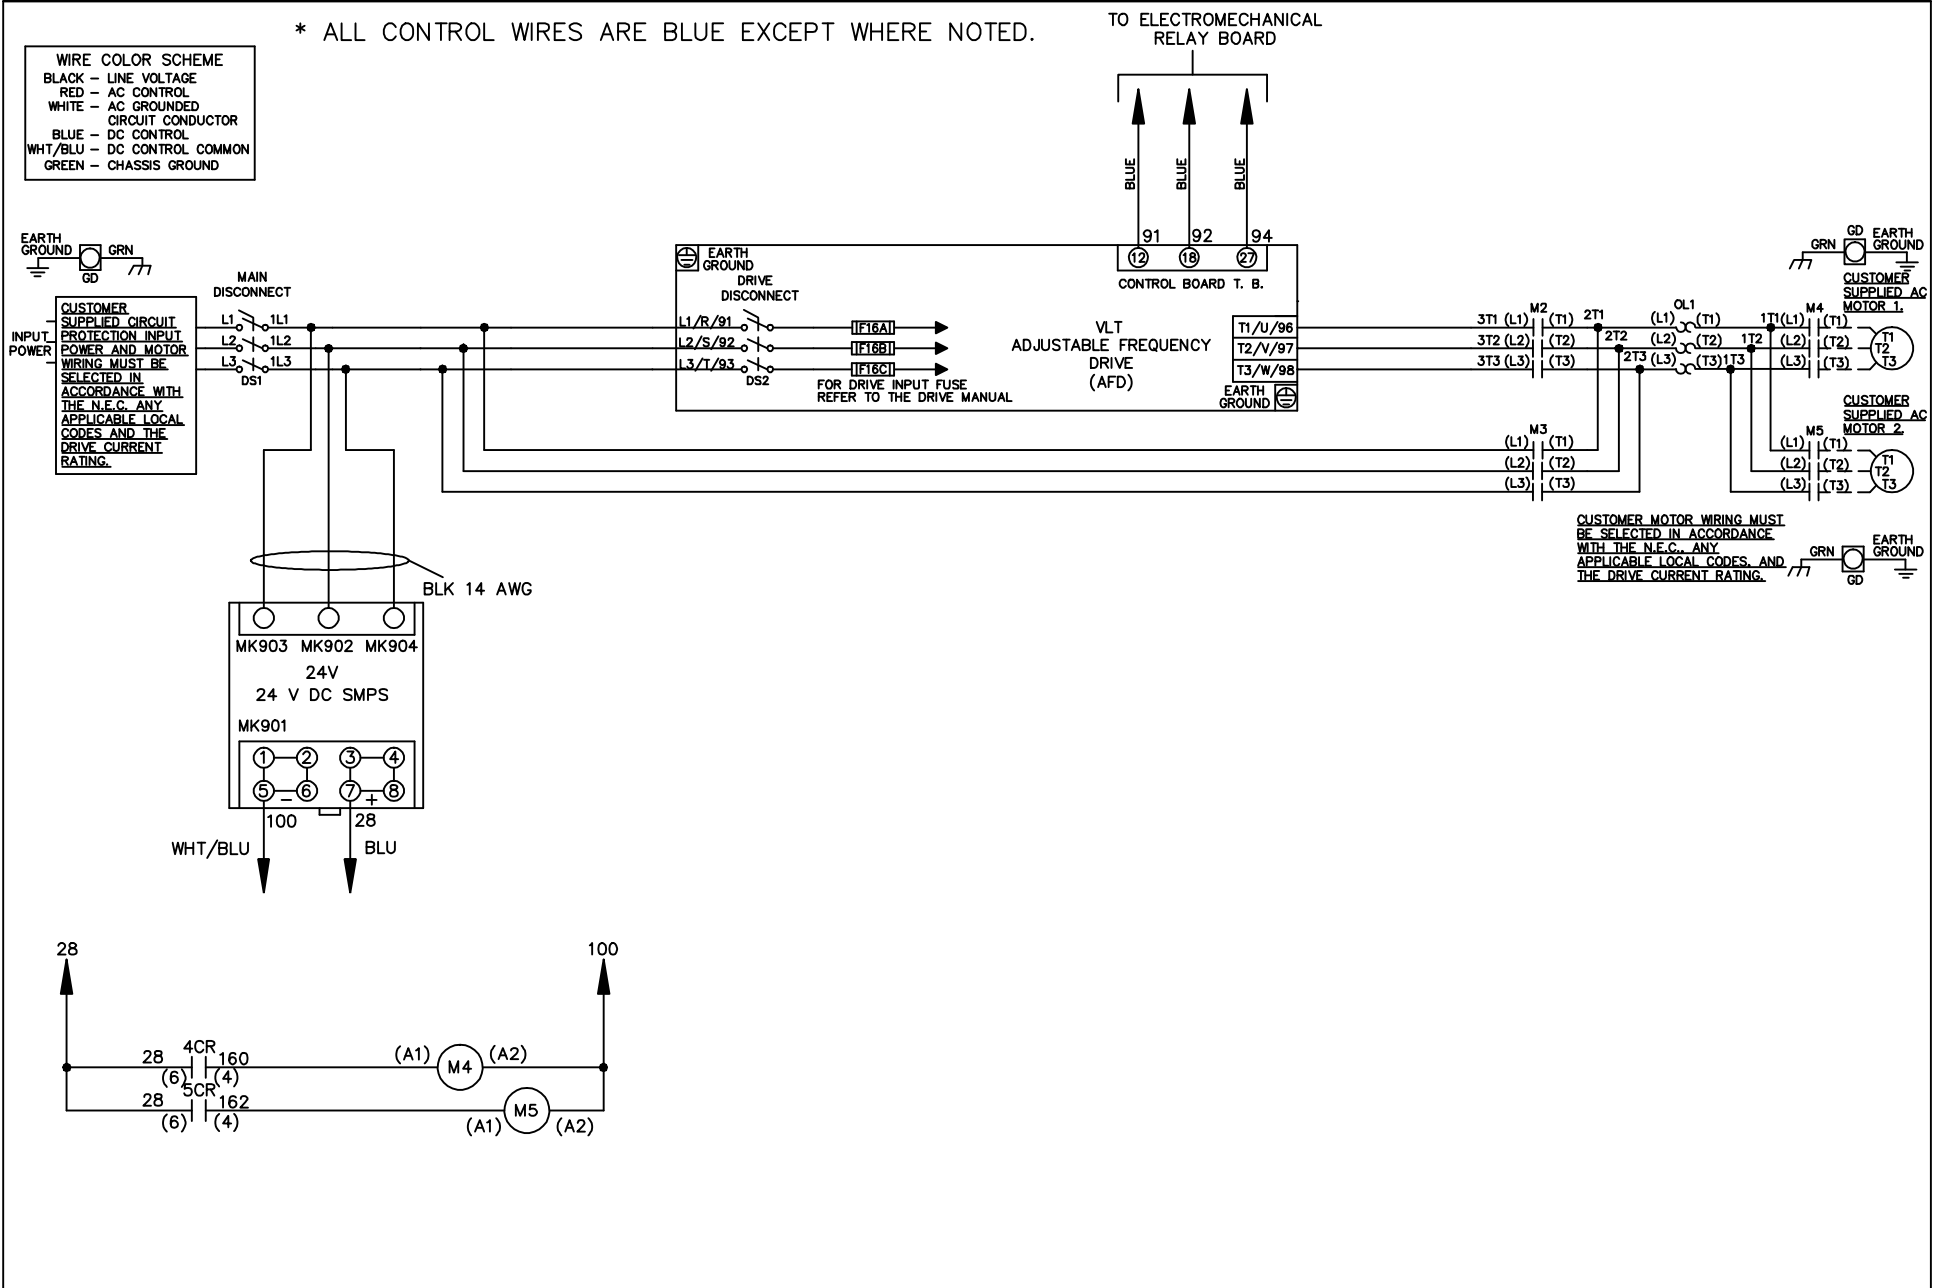 * ALL CONTROL WIRES ARE BLUE EXCEPT WHERE NOTED.
TO ELECTROMECHANICAL
RELAY BOARD
WIRE COLOR SCHEME
BLACK – LINE VOLTAGE
RED – AC CONTROL
WHITE – AC GROUNDED
CIRCUIT CONDUCTOR
BLUE – DC CONTROL
WHT/BLU – DC CONTROL COMMON
GREEN – CHASSIS GROUND
BLUE
BLUE
BLUE
91 92 94
12 18 27
CONTROL BOARD T. B.
EARTH
GROUND
GRN
GD
INPUT
POWER
CUSTOMER
SUPPLIED CIRCUIT
PROTECTION INPUT
POWER AND MOTOR
WIRING MUST BE
SELECTED IN
ACCORDANCE WITH
THE N.E.C. ANY
APPLICABLE LOCAL
CODES AND THE
DRIVE CURRENT
RATING.
MAIN
DISCONNECT
L1 1L1
L2 1L2
L3 1L3
DS1
EARTH
GROUND
DRIVE
DISCONNECT
L1/R/91
L2/S/92
L3/T/93
DS2
F16A
F16B
F16C
FOR DRIVE INPUT FUSE
REFER TO THE DRIVE MANUAL
VLT
ADJUSTABLE FREQUENCY
DRIVE
(AFD)
T1/U/96
T2/V/97
T3/W/98
EARTH
GROUND
M2
3T1 (L1) (T1) 2T1
3T2 (L2) (T2) 2T2
3T3 (L3) (T3) 2T3
OL1
(L1) (T1) 1T1
(L2) (T2) 1T2
(L3) (T3) 1T3
M4
(L1) (T1)
(L2) (T2)
(L3) (T3)
T1
T2
T3
GRN
GD
EARTH
GROUND
CUSTOMER
SUPPLIED AC
MOTOR 1.
M3
(L1) (T1)
(L2) (T2)
(L3) (T3)
CUSTOMER
SUPPLIED AC
MOTOR 2.
M5
(L1) (T1)
(L2) (T2)
(L3) (T3)
T1
T2
T3
CUSTOMER MOTOR WIRING MUST
BE SELECTED IN ACCORDANCE
WITH THE N.E.C., ANY
APPLICABLE LOCAL CODES, AND
THE DRIVE CURRENT RATING.
GRN
GD
EARTH
GROUND
BLK 14 AWG
MK903 MK902 MK904
24V
24 V DC SMPS
MK901
1 2 3 4
5 – 6 7 + 8
100 28
WHT/BLU BLU
28 100
28 4CR 160 (A1) M4 (A2)
(6) (4)
28 5CR 162 M5
(6) (4) (A1) (A2)